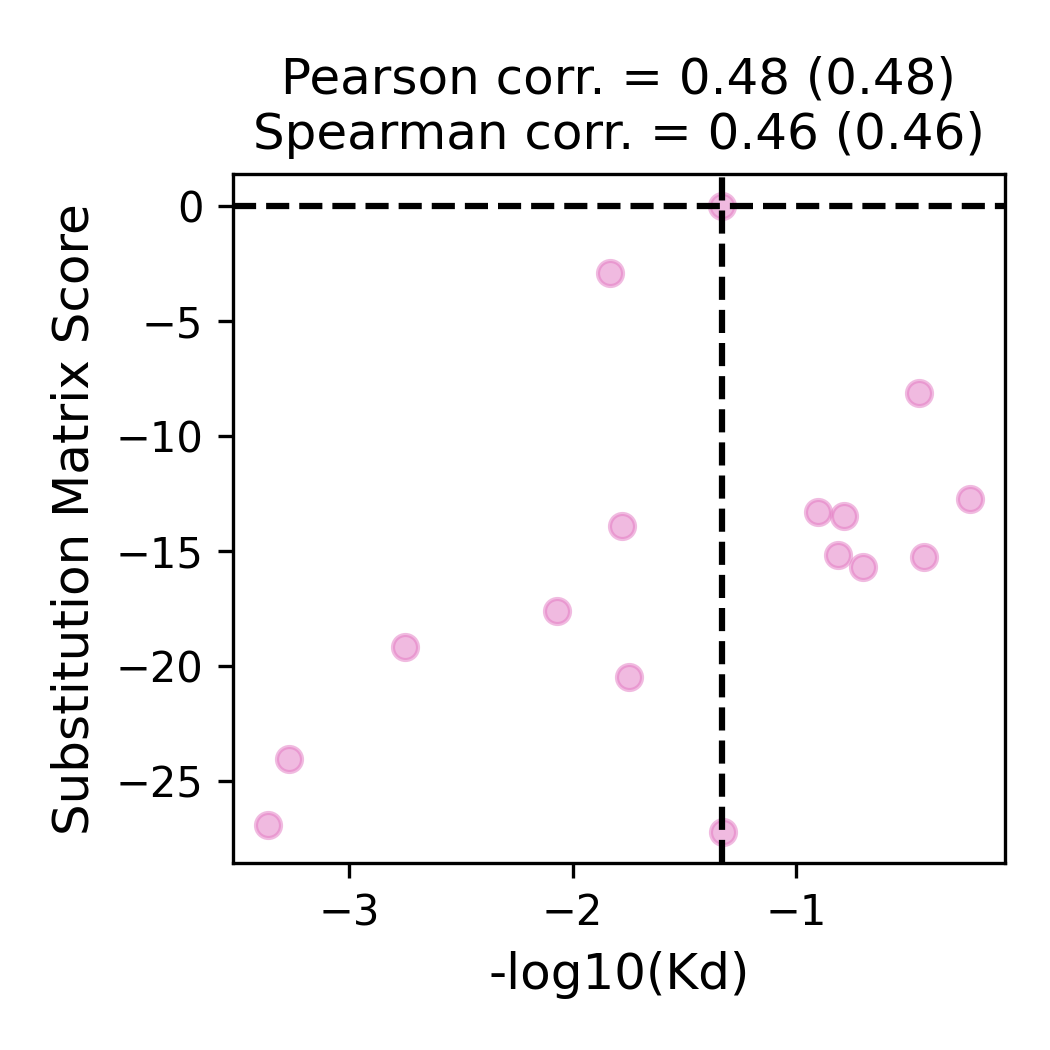 Pearson corr. = 0.48 (0.48)
Spearman corr. = 0.46 (0.46)
Substitution Matrix Score
0
−5
−10
−15
−20
−25
−3
−2
−1
-log10(Kd)